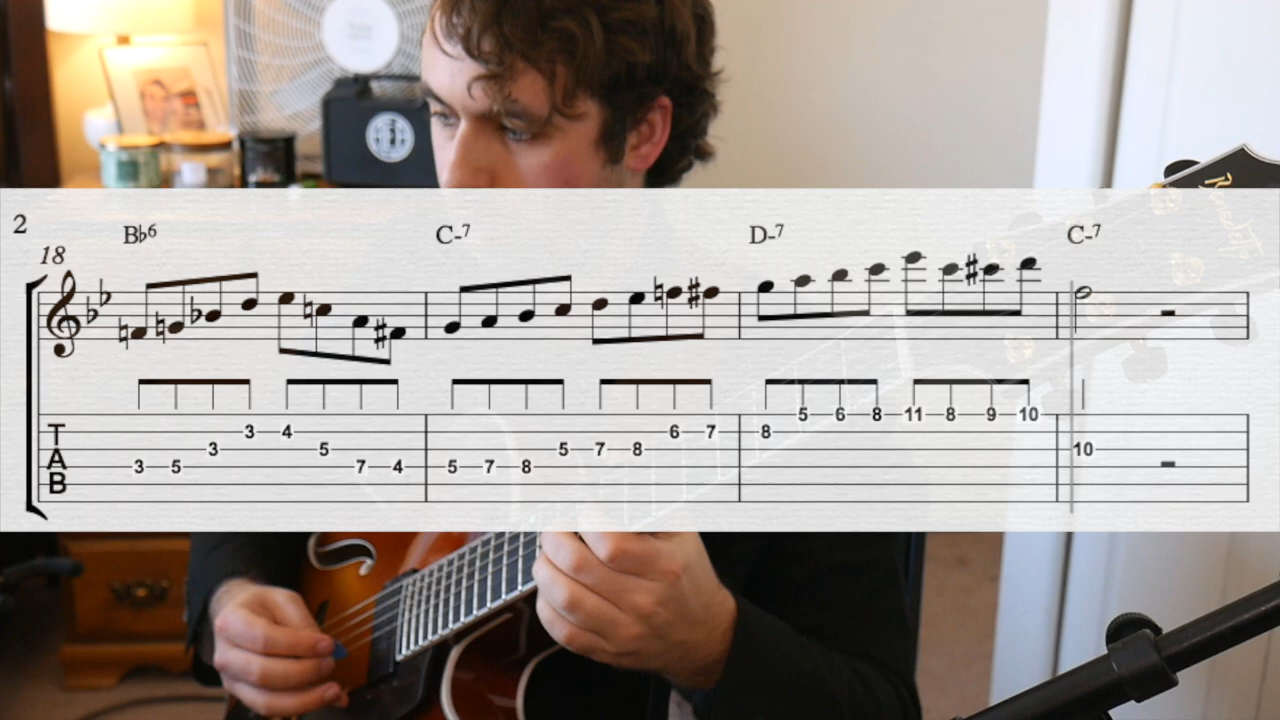 2
18
B♭6 C-7 D-7 C-7
5 6 8 11 8 9 10
T 3 4 6 7 8
A 3 5 5 7 8 10
B 3 5 7 4 5 7 8